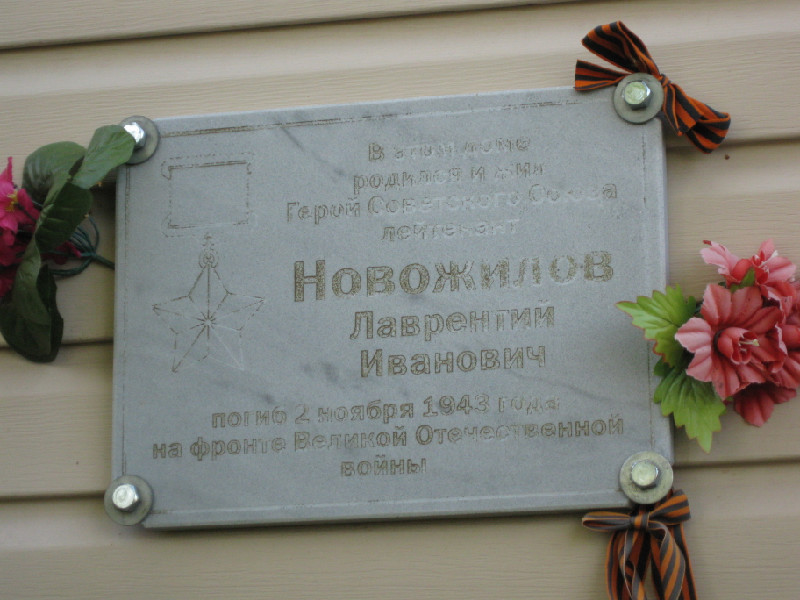 В этом доме
родился и жил
Герой Советского Союза
лейтенант
Новожилов
Лаврентий
Иванович
погиб 2 ноября 1943 года
на фронте Великой Отечественной
войны